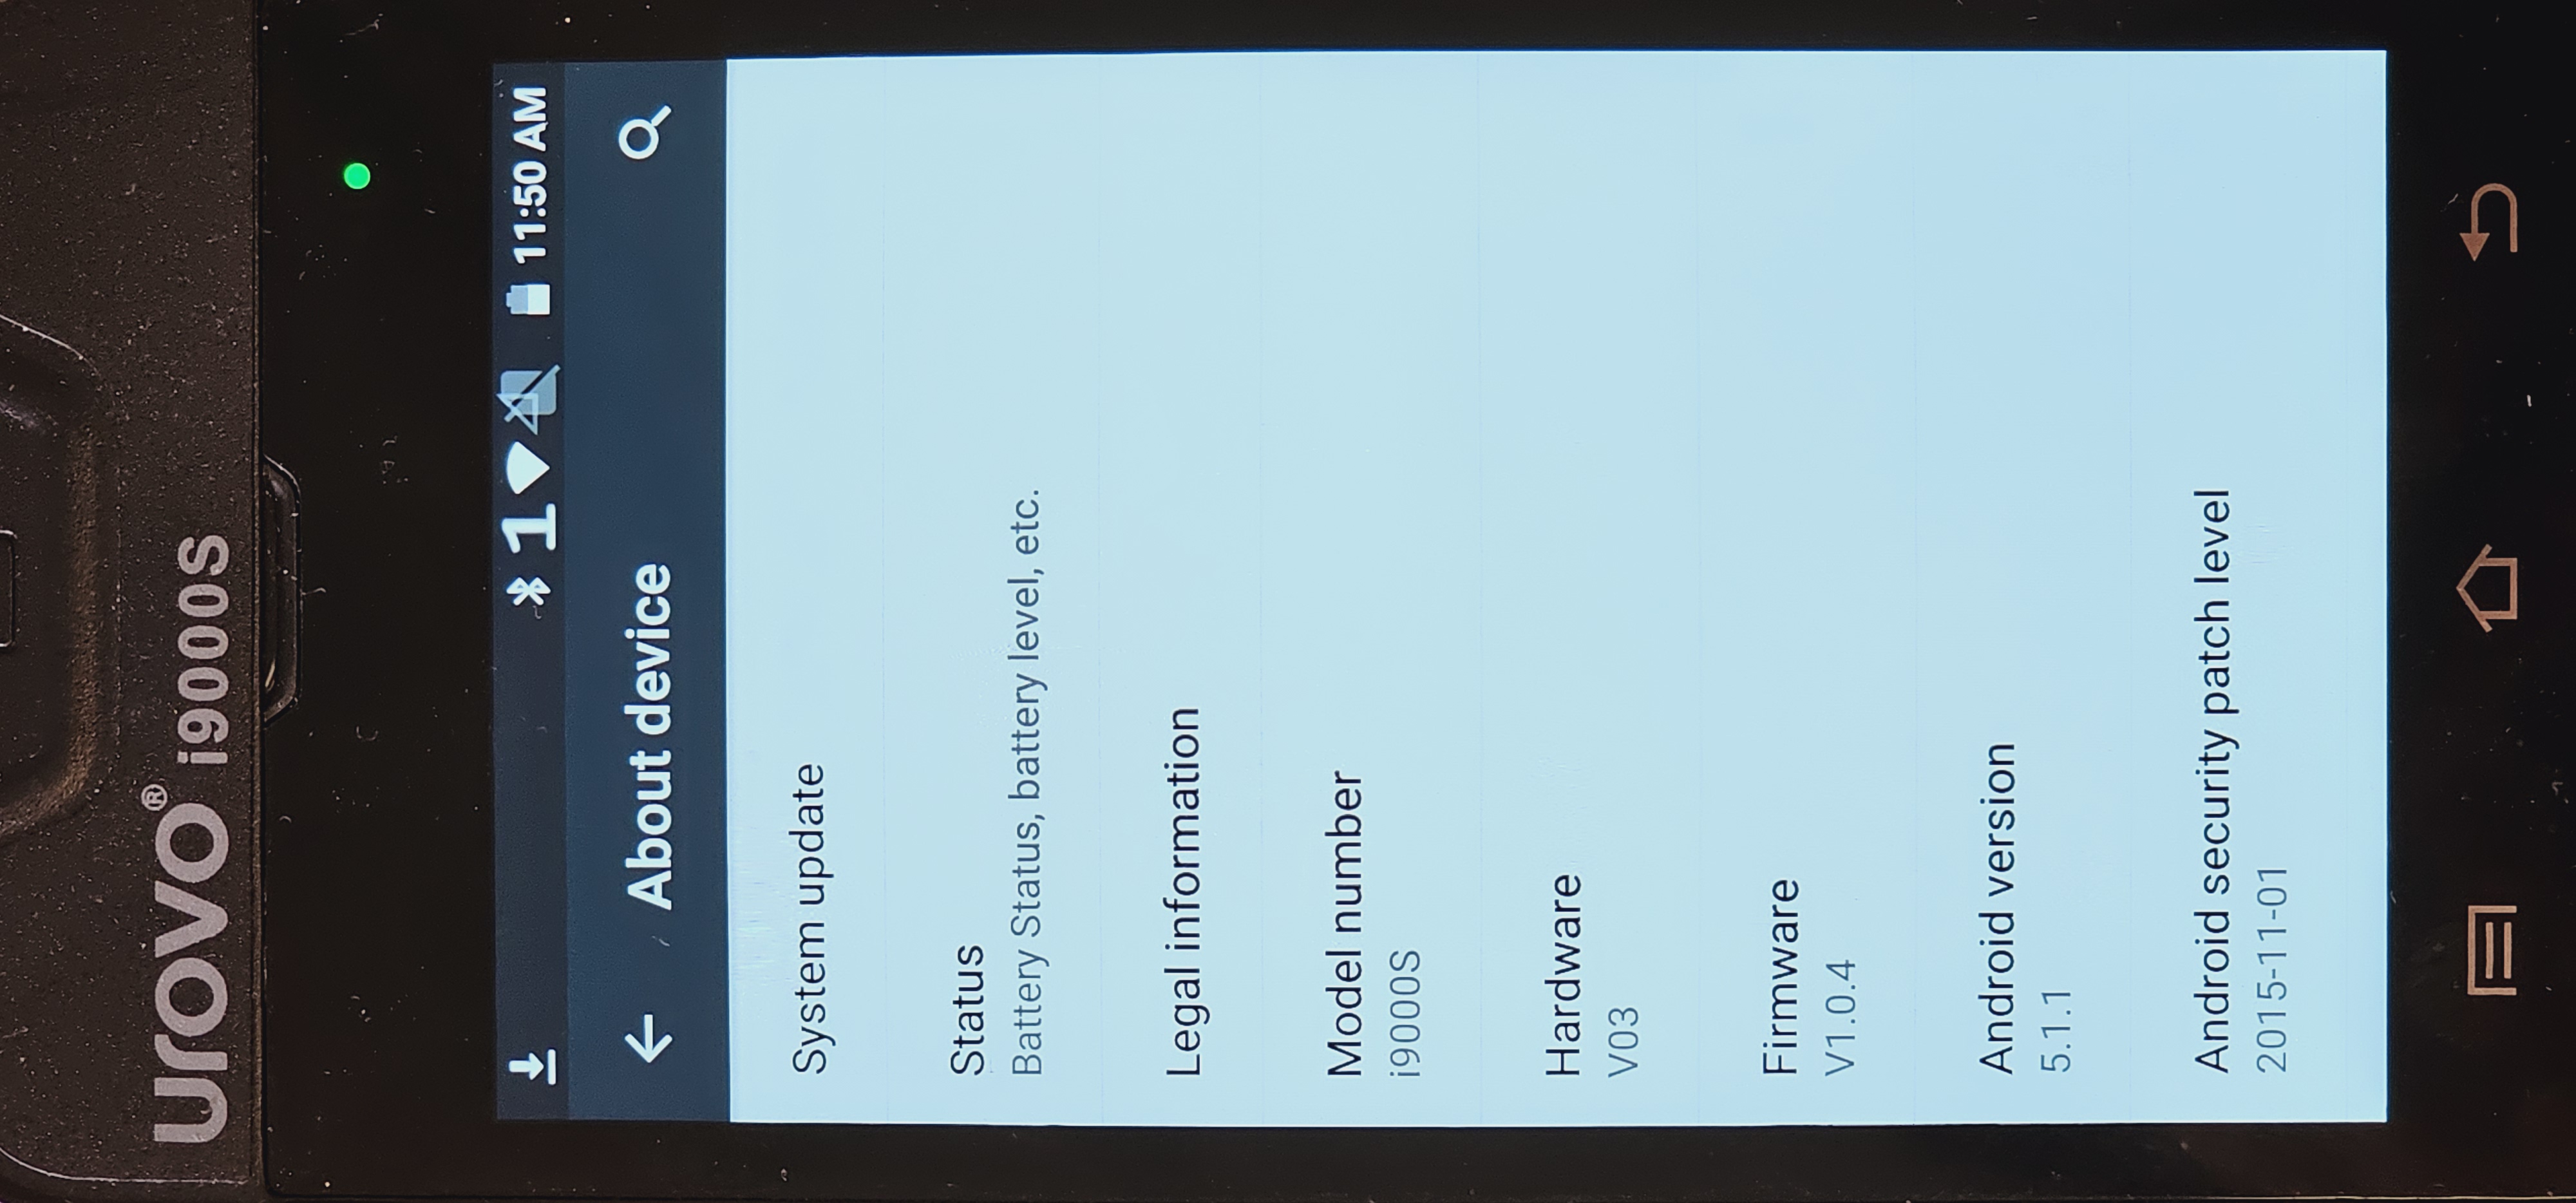 urovo® i9000S
1 11:50 AM
About device
System update
Status
Battery Status, battery level, etc.
Legal information
Model number
i9000S
Hardware
V03
Firmware
V1.0.4
Android version
5.1.1
Android security patch level
2015-11-01